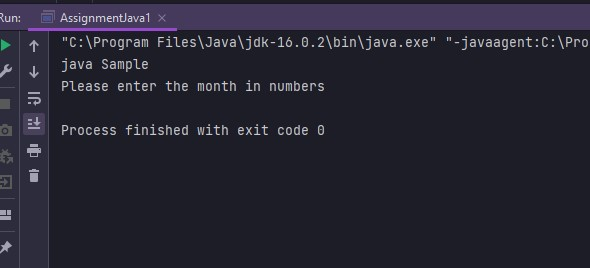 Run: AssignmentJava1
"C:\Program Files\Java\jdk-16.0.2\bin\java.exe" "-javaagent:C:\Pro
java Sample
Please enter the month in numbers
Process finished with exit code 0